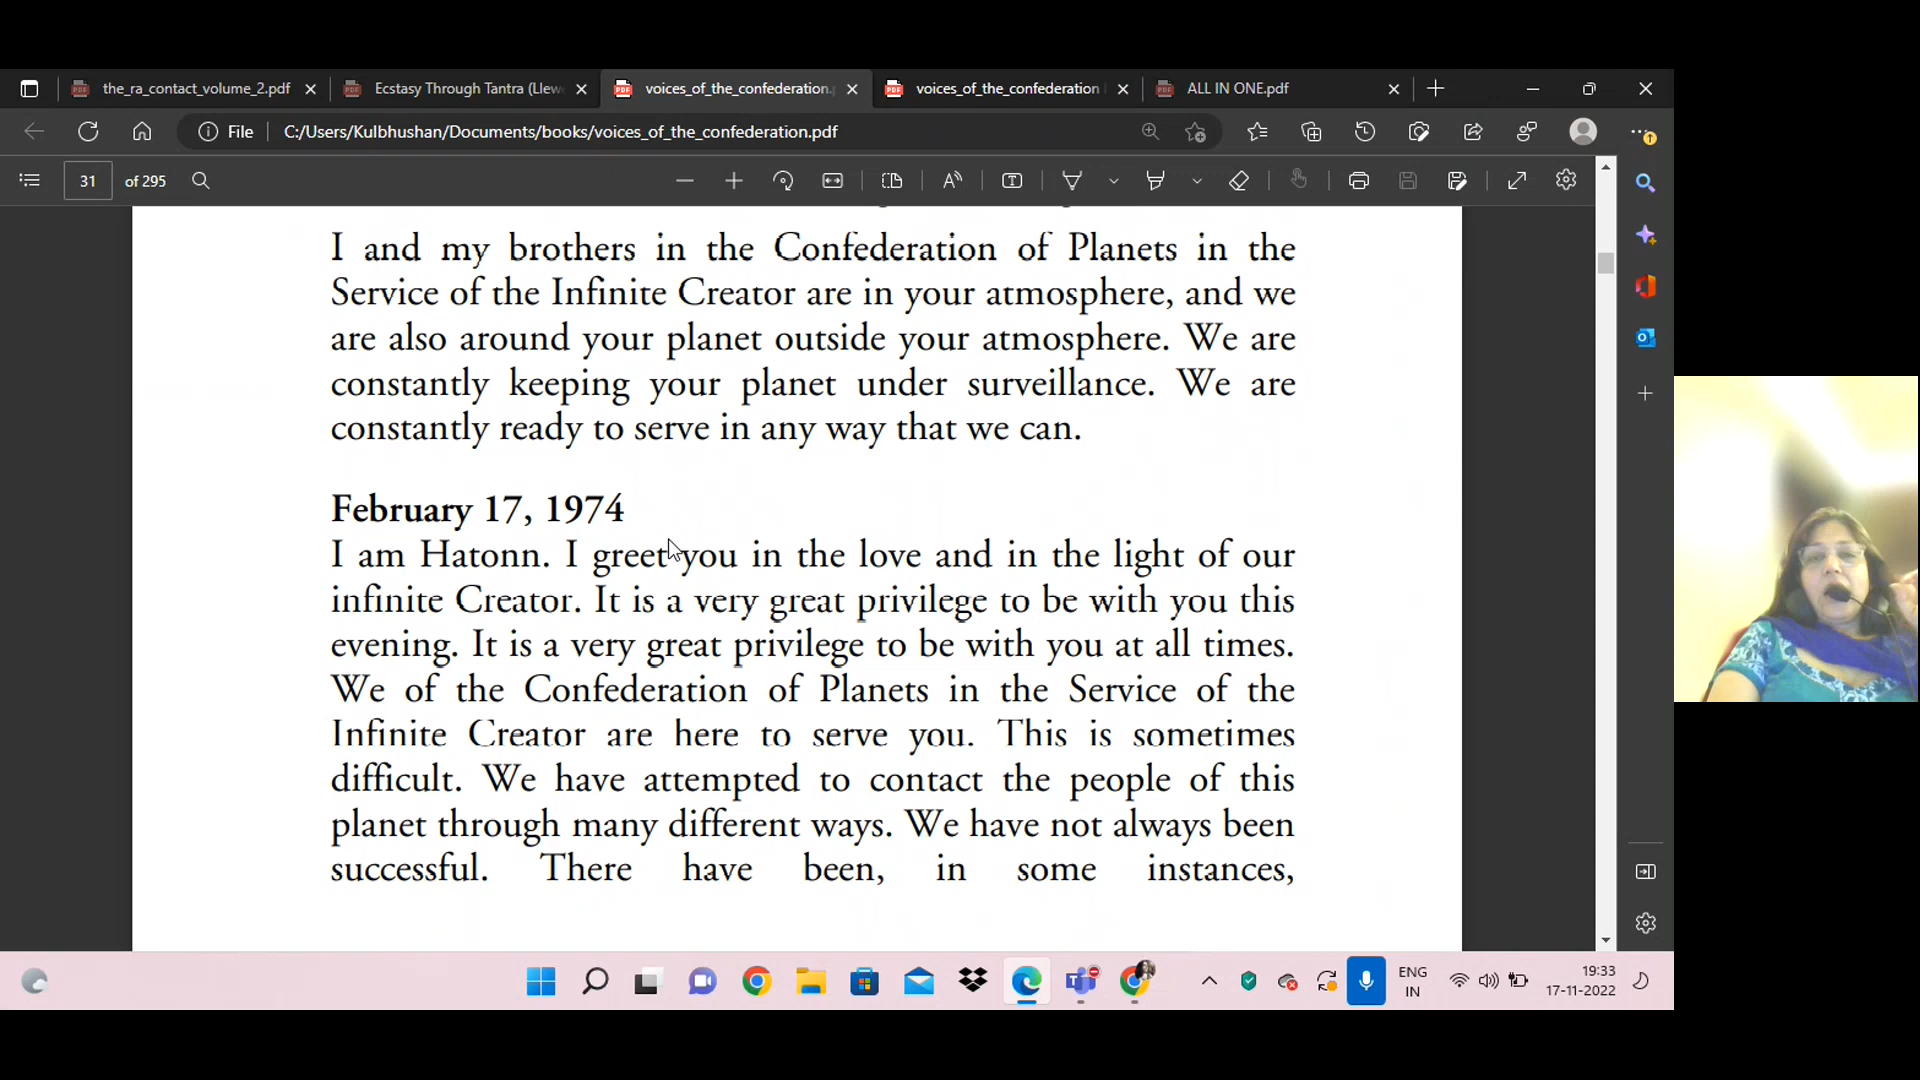 the_ra_contact_volume_2.pdf
Ecstasy Through Tantra (Llew
voices_of_the_confederation.
voices_of_the_confederation
ALL IN ONE.pdf
File
C:/Users/Kulbhushan/Documents/books/voices_of_the_confederation.pdf
31 of 295
I and my brothers in the Confederation of Planets in the
Service of the Infinite Creator are in your atmosphere, and we
are also around your planet outside your atmosphere. We are
constantly keeping your planet under surveillance. We are
constantly ready to serve in any way that we can.
February 17, 1974
I am Hatonn. I greet you in the love and in the light of our
infinite Creator. It is a very great privilege to be with you this
evening. It is a very great privilege to be with you at all times.
We of the Confederation of Planets in the Service of the
Infinite Creator are here to serve you. This is sometimes
difficult. We have attempted to contact the people of this
planet through many different ways. We have not always been
successful. There have been, in some instances,
ENG
IN
19:33
17-11-2022